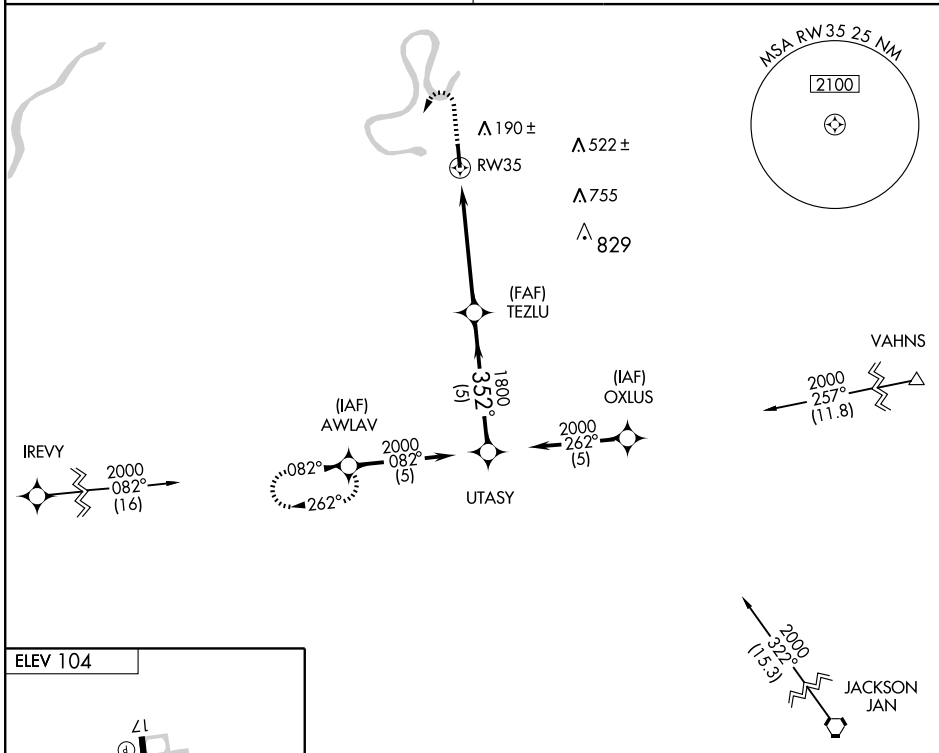 MSA RW35 25 NM
2100
190 ±
RW35
522 ±
755
829
(FAF)
TEZLU
1800
352°
(5)
(IAF)
OXLUS
2000
262°
(5)
VAHNS
2000
257°
(11.8)
(IAF)
AWLAV
2000
082°
(5)
082°
262°
UTASY
IREVY
2000
082°
(16)
2000
322°
(15.3)
JACKSON
JAN
ELEV 104
17
P